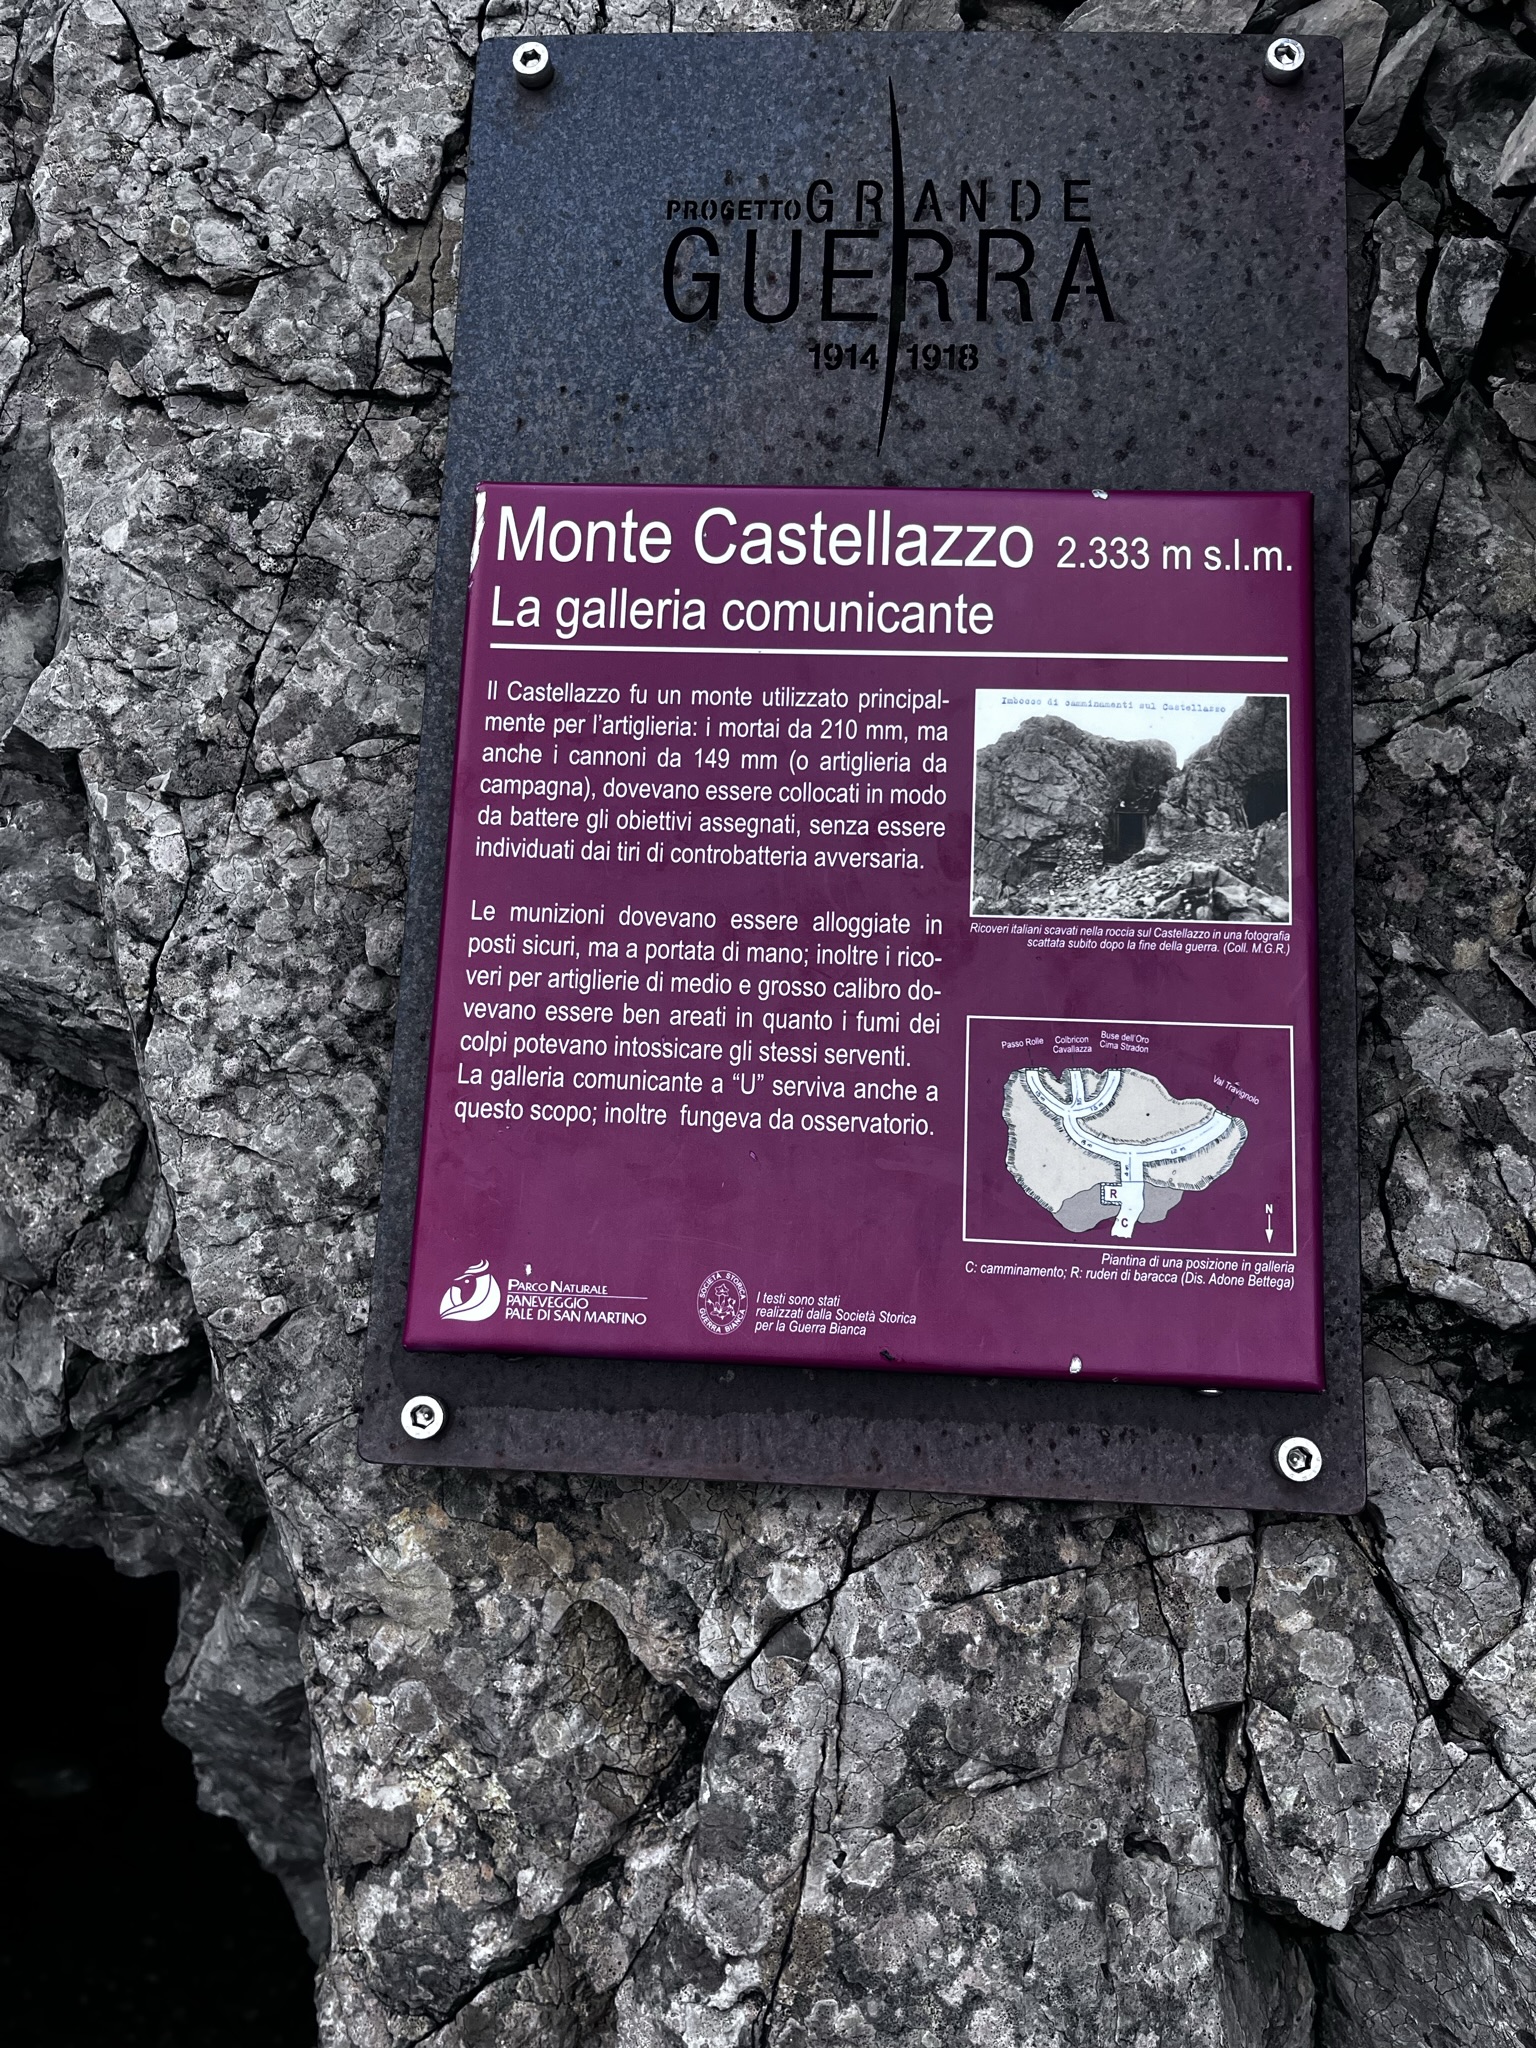 PROGETTO GRANDE
GUERRA
1914 1918
Monte Castellazzo 2.333 m s.l.m.
La galleria comunicante
Il Castellazzo fu un monte utilizzato principal-
mente per l'artiglieria: i mortai da 210 mm, ma
anche i cannoni da 149 mm (o artiglieria da
campagna), dovevano essere collocati in modo
da battere gli obiettivi assegnati, senza essere
individuati dai tiri di controbatteria avversaria.
Le munizioni dovevano essere alloggiate in
posti sicuri, ma a portata di mano; inoltre i rico-
veri per artiglierie di medio e grosso calibro do-
vevano essere ben areati in quanto i fumi dei
colpi potevano intossicare gli stessi serventi.
La galleria comunicante a “U” serviva anche a
questo scopo; inoltre fungeva da osservatorio.
Imbocco di camminamenti sul Castellazzo
Ricoveri italiani scavati nella roccia sul Castellazzo in una fotografia
scattata subito dopo la fine della guerra. (Coll. M.G.R.)
Passo Rolle
Colbricon
Cavallazza
Buse dell'Oro
Cima Stradon
Val Travignolo
R
C
N
Piantina di una posizione in galleria
C: camminamento; R: ruderi di baracca (Dis. Adone Bettega)
PARCO NATURALE
PANEVEGGIO
PALE DI SAN MARTINO
SOCIETÀ STORICA
GUERRA BIANCA
I testi sono stati
realizzati dalla Società Storica
per la Guerra Bianca